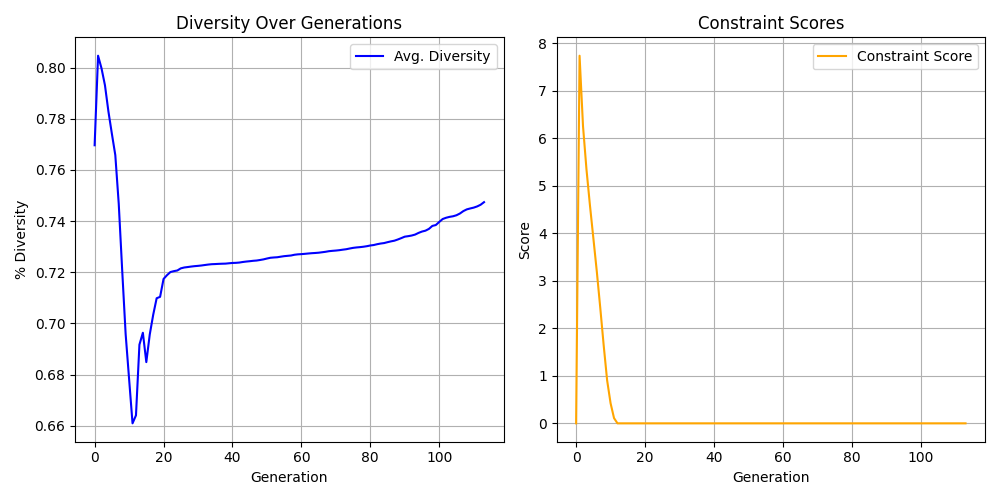 Diversity Over Generations
Avg. Diversity
% Diversity
0.80
0.78
0.76
0.74
0.72
0.70
0.68
0.66
0 20 40 60 80 100
Generation
Constraint Scores
Constraint Score
Score
8
7
6
5
4
3
2
1
0
0 20 40 60 80 100
Generation